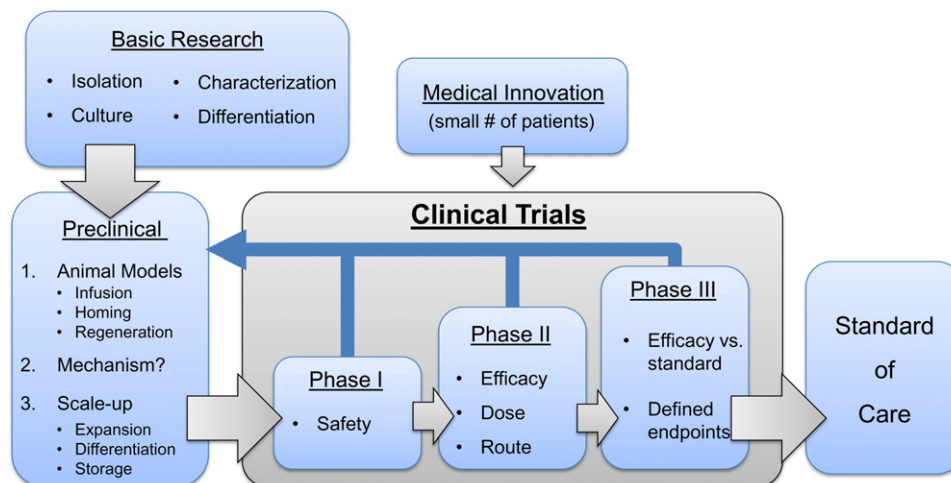 Basic Research
• Isolation
• Characterization
• Culture
• Differentiation
Medical Innovation
(small # of patients)
Preclinical
1. Animal Models
• Infusion
• Homing
• Regeneration
2. Mechanism?
3. Scale-up
• Expansion
• Differentiation
• Storage
Clinical Trials
Phase I
• Safety
Phase II
• Efficacy
• Dose
• Route
Phase III
• Efficacy vs.
standard
• Defined
endpoints
Standard
of
Care